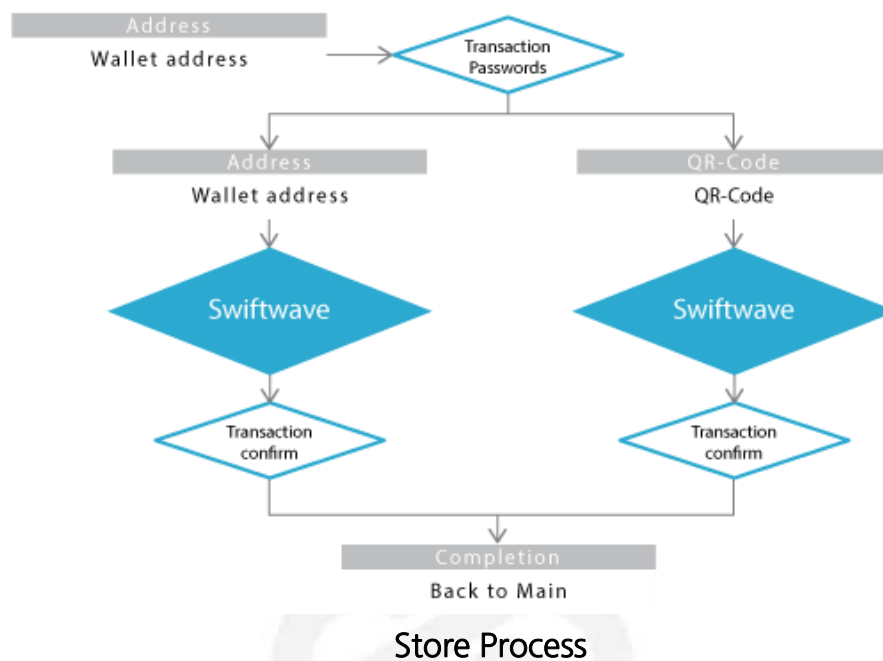 Address
Wallet address
Transaction
Passwords
Address
Wallet address
QR-Code
QR-Code
Swiftwave
Swiftwave
Transaction
confirm
Transaction
confirm
Completion
Back to Main
Store Process